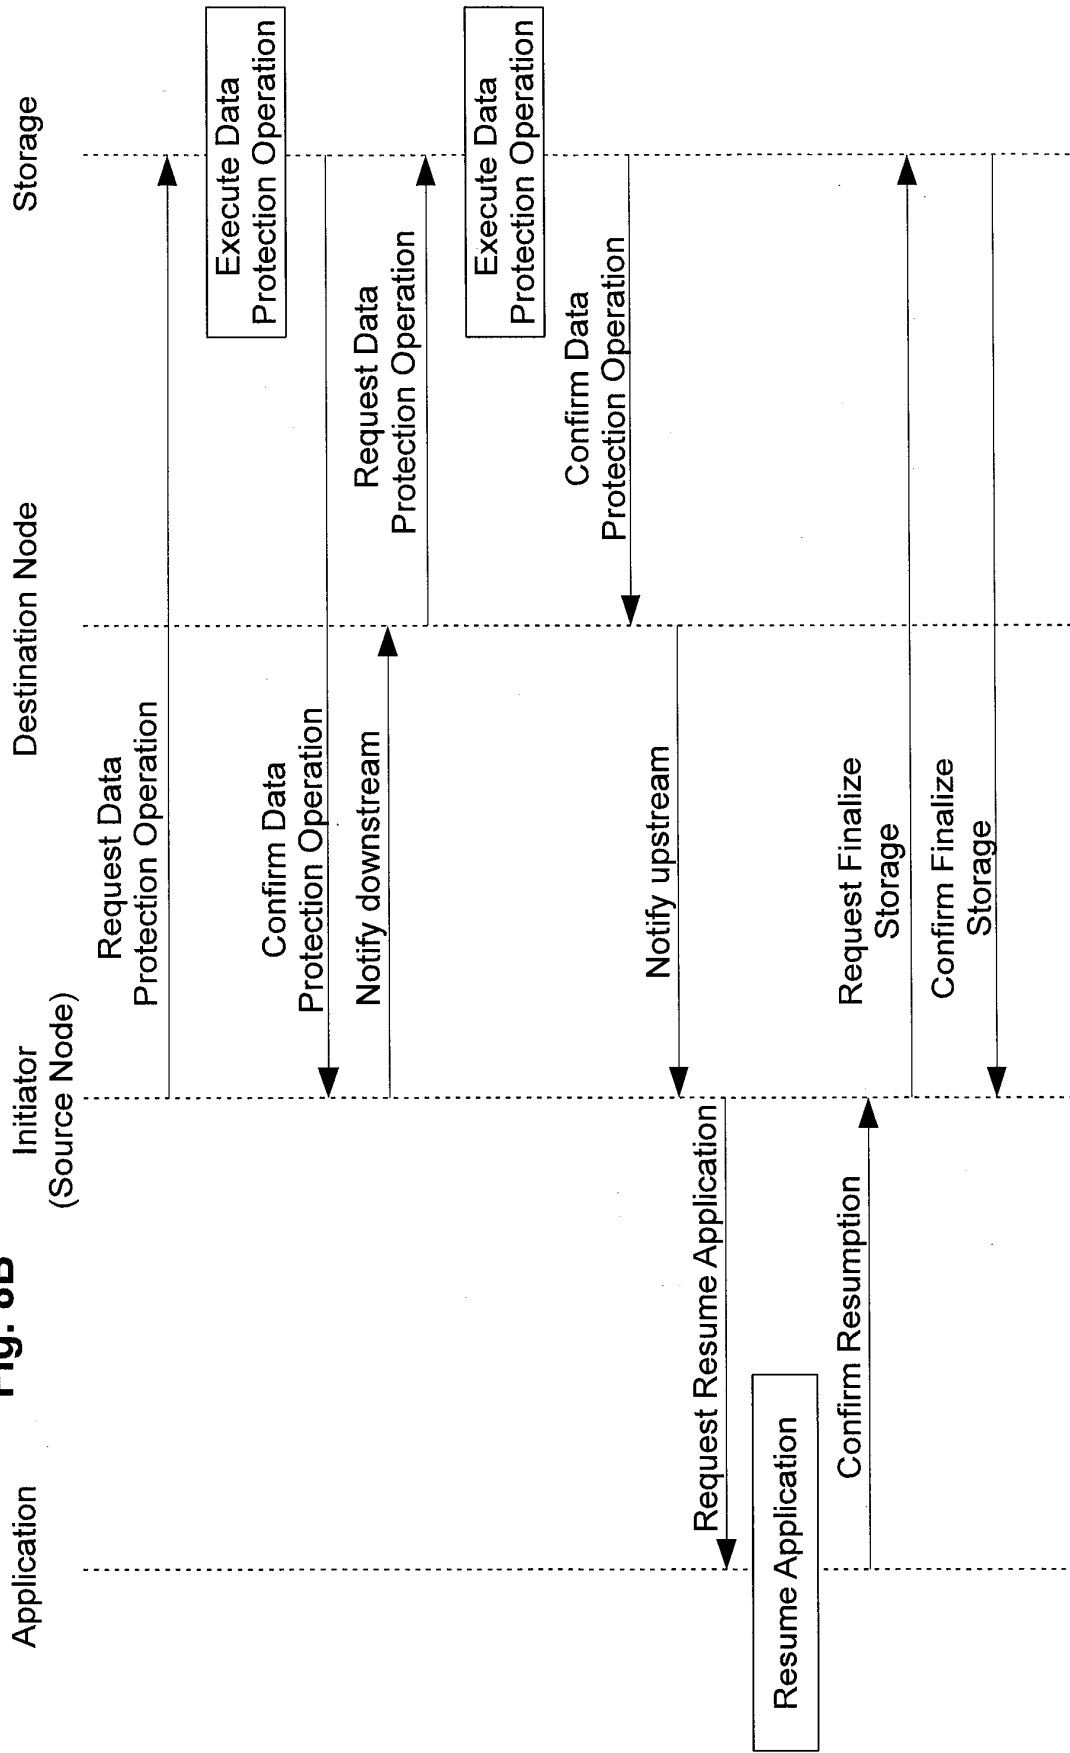 Fig.
Application
Initiator
(Source Node)
Destination Node
Storage
Request Data
Protection Operation
Execute Data
Protection Operation
Confirm Data
Protection Operation
Notify downstream
Request Data
Protection Operation
Execute Data
Protection Operation
Confirm Data
Protection Operation
Notify upstream
Request Resume Application
Resume Application
Confirm Resumption
Request Finalize
Storage
Confirm Finalize
Storage